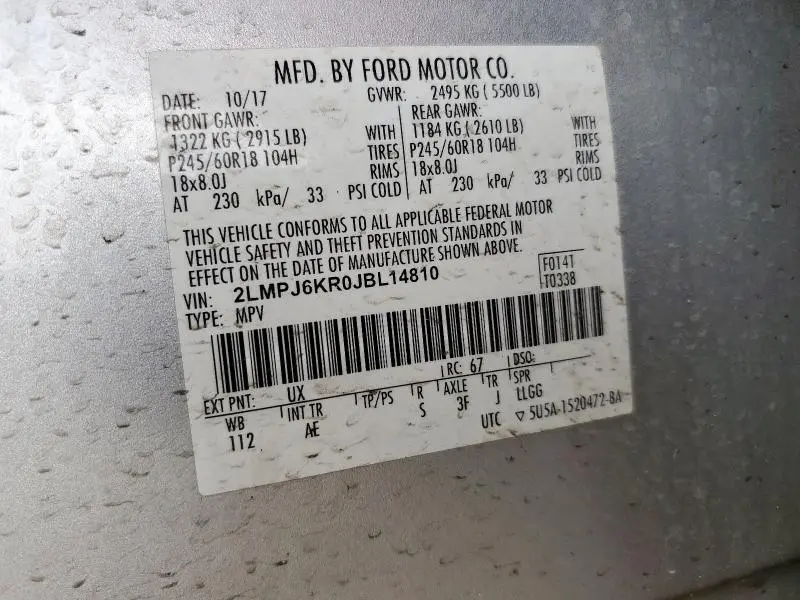 MFD. BY FORD MOTOR CO.
DATE: 10/17 GVWR: 2495 KG ( 5500 LB)
FRONT GAWR: REAR GAWR:
1322 KG ( 2915 LB) WITH 1184 KG ( 2610 LB) WITH
P245/60R18 104H TIRES P245/60R18 104H TIRES
18x8.0J RIMS 18x8.0J RIMS
AT 230 kPa/ 33 PSI COLD AT 230 kPa/ 33 PSI COLD
THIS VEHICLE CONFORMS TO ALL APPLICABLE FEDERAL MOTOR
VEHICLE SAFETY AND THEFT PREVENTION STANDARDS IN
EFFECT ON THE DATE OF MANUFACTURE SHOWN ABOVE.
VIN: 2LMPJ6KR0JBL14810 F0141
TYPE: MPV T0338
EXT PNT: UX RC: 67 DSO:
WB INT TR TP/PS R AXLE TR SPR
112 AE S 3F J LLGG
UTC ▽ 5U5A-1520472-BA